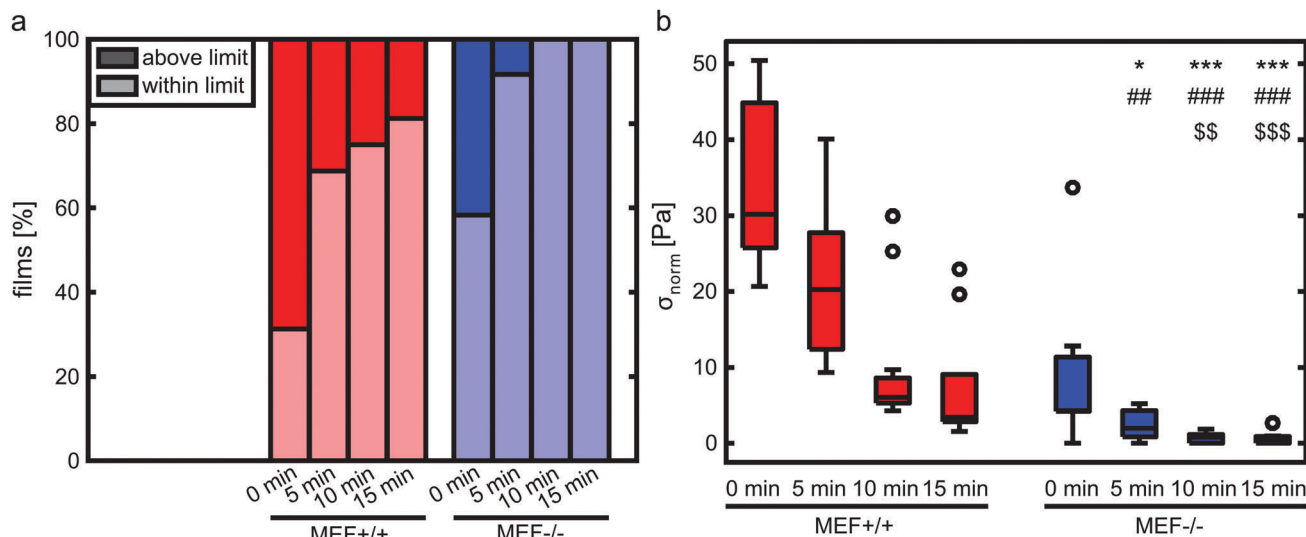 a
100
80
60
40
20
0
films [%]
above limit
within limit
0 min 5 min 10 min 15 min 0 min 5 min 10 min 15 min
MEF+/+ MEF-/-
b
50
40
30
20
10
0
σnorm [Pa]
* *** ***
## ### ###
$$ $$$
0 min 5 min 10 min 15 min 0 min 5 min 10 min 15 min
MEF+/+ MEF-/-